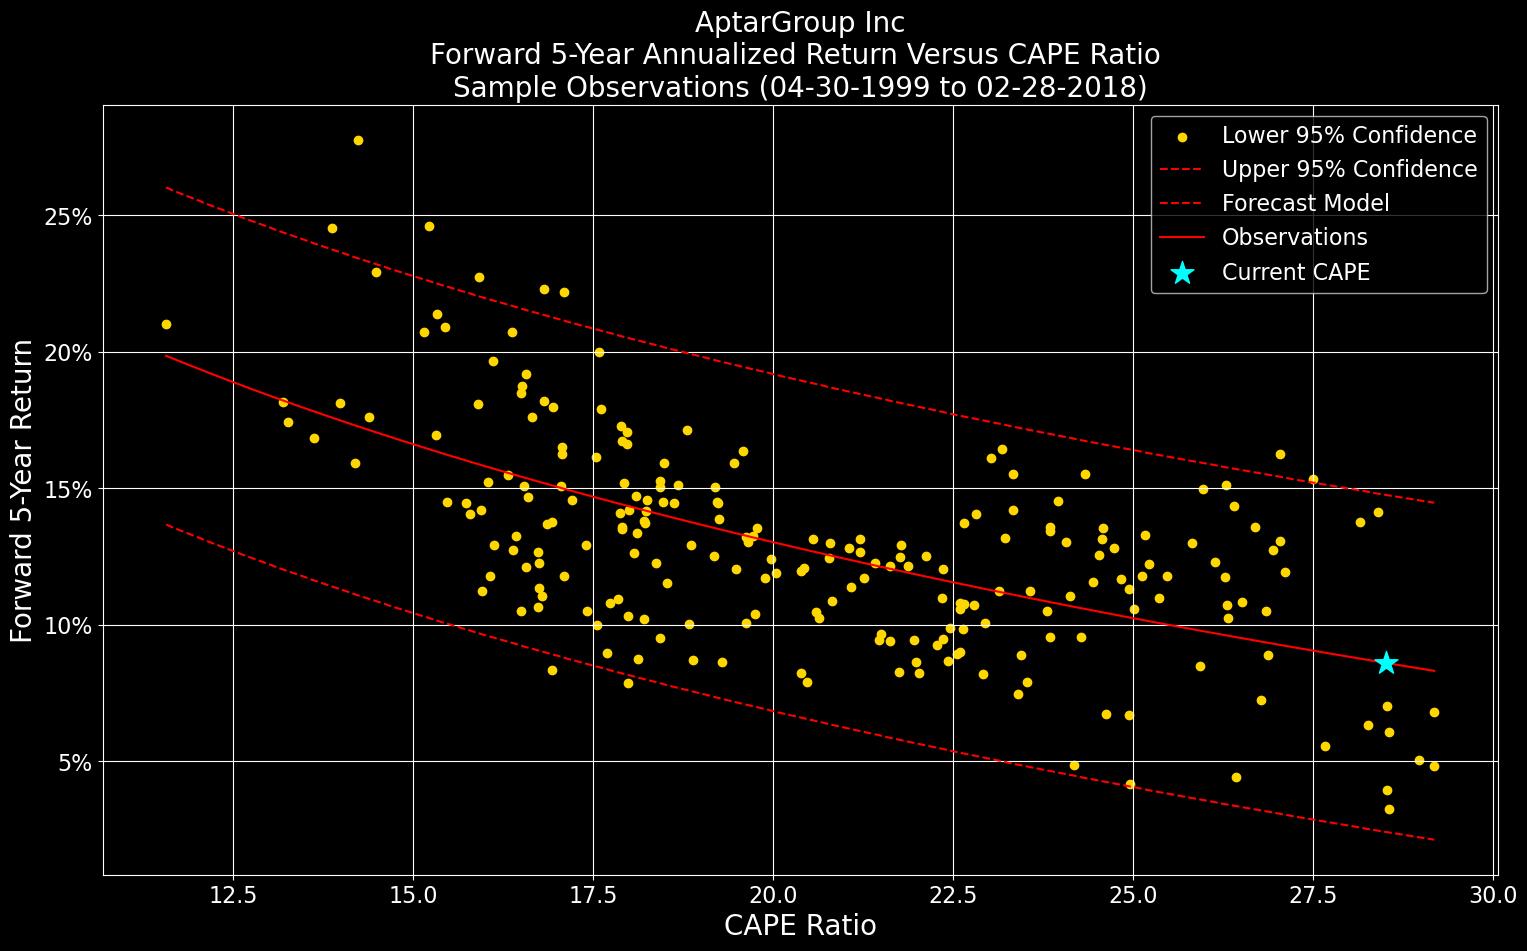 AptarGroup Inc
Forward 5-Year Annualized Return Versus CAPE Ratio
Sample Observations (04-30-1999 to 02-28-2018)
Lower 95% Confidence
Upper 95% Confidence
Forecast Model
Observations
Current CAPE
Forward 5-Year Return
25%
20%
15%
10%
5%
12.5
15.0
17.5
20.0
22.5
25.0
27.5
30.0
CAPE Ratio